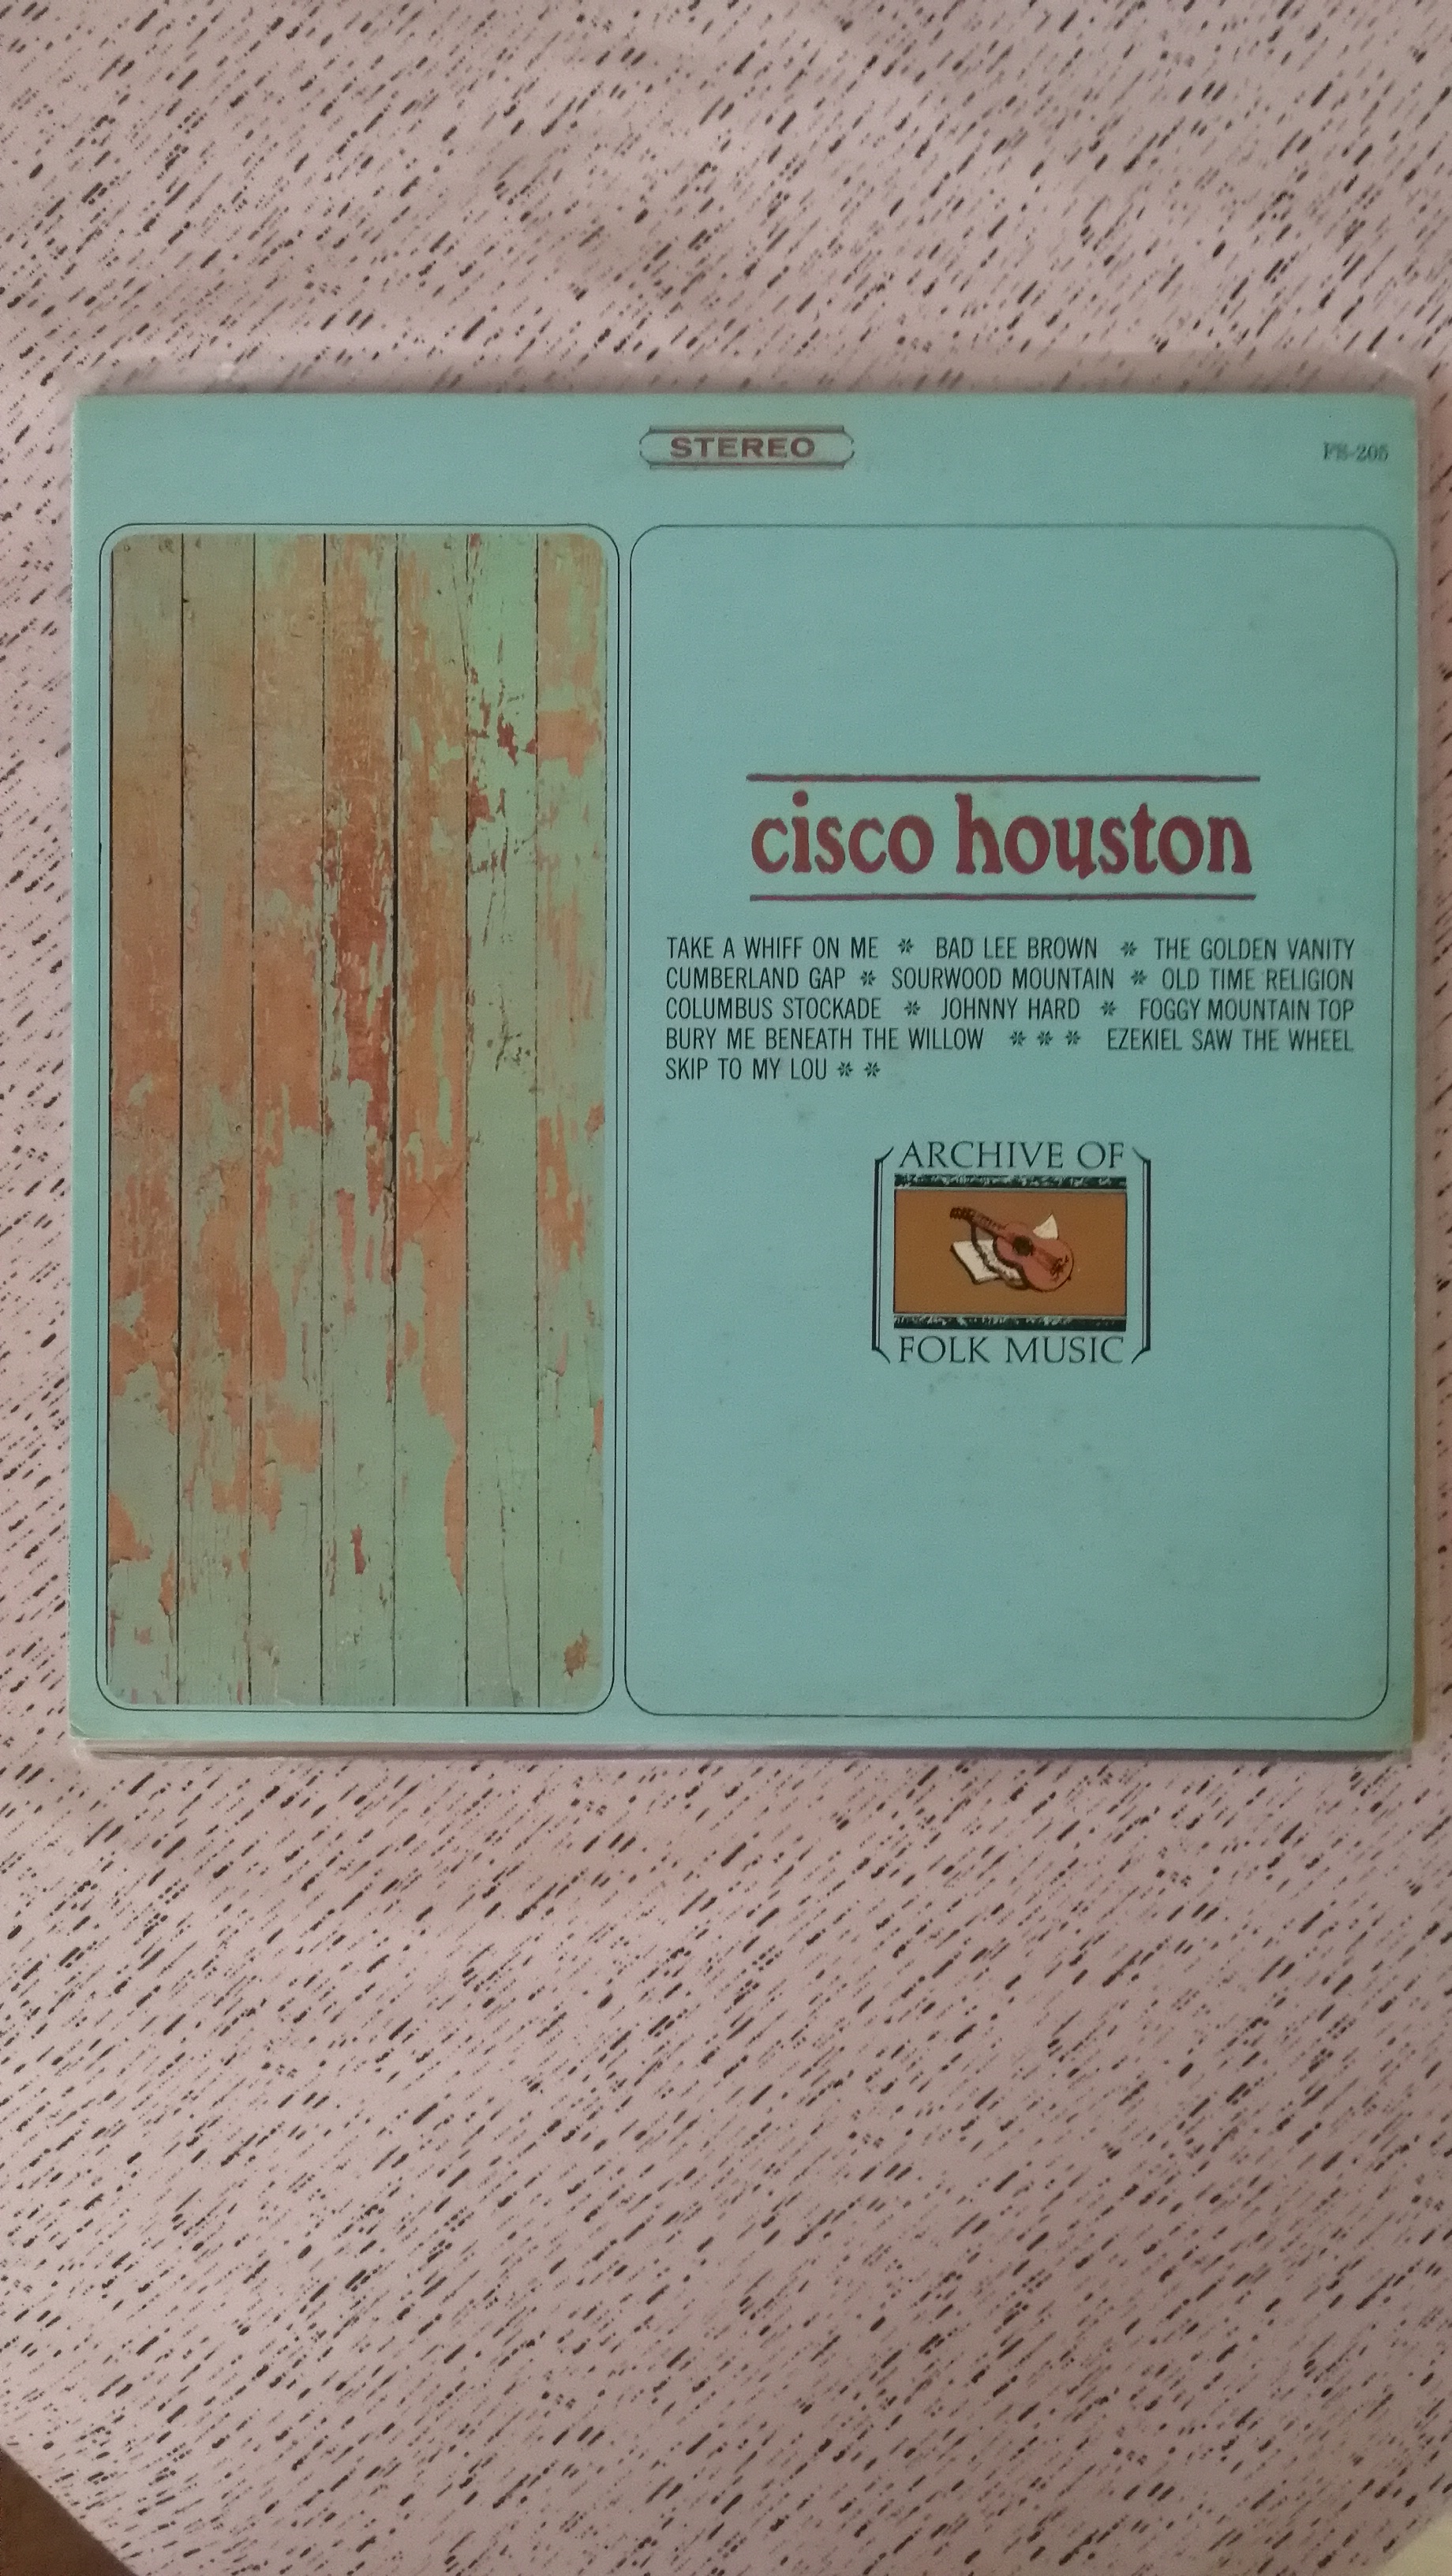 STEREO
FS-205
cisco houston
TAKE A WHIFF ON ME * BAD LEE BROWN * THE GOLDEN VANITY
CUMBERLAND GAP * SOURWOOD MOUNTAIN * OLD TIME RELIGION
COLUMBUS STOCKADE * JOHNNY HARD * FOGGY MOUNTAIN TOP
BURY ME BENEATH THE WILLOW * * * EZEKIEL SAW THE WHEEL
SKIP TO MY LOU * *
ARCHIVE OF
FOLK MUSIC